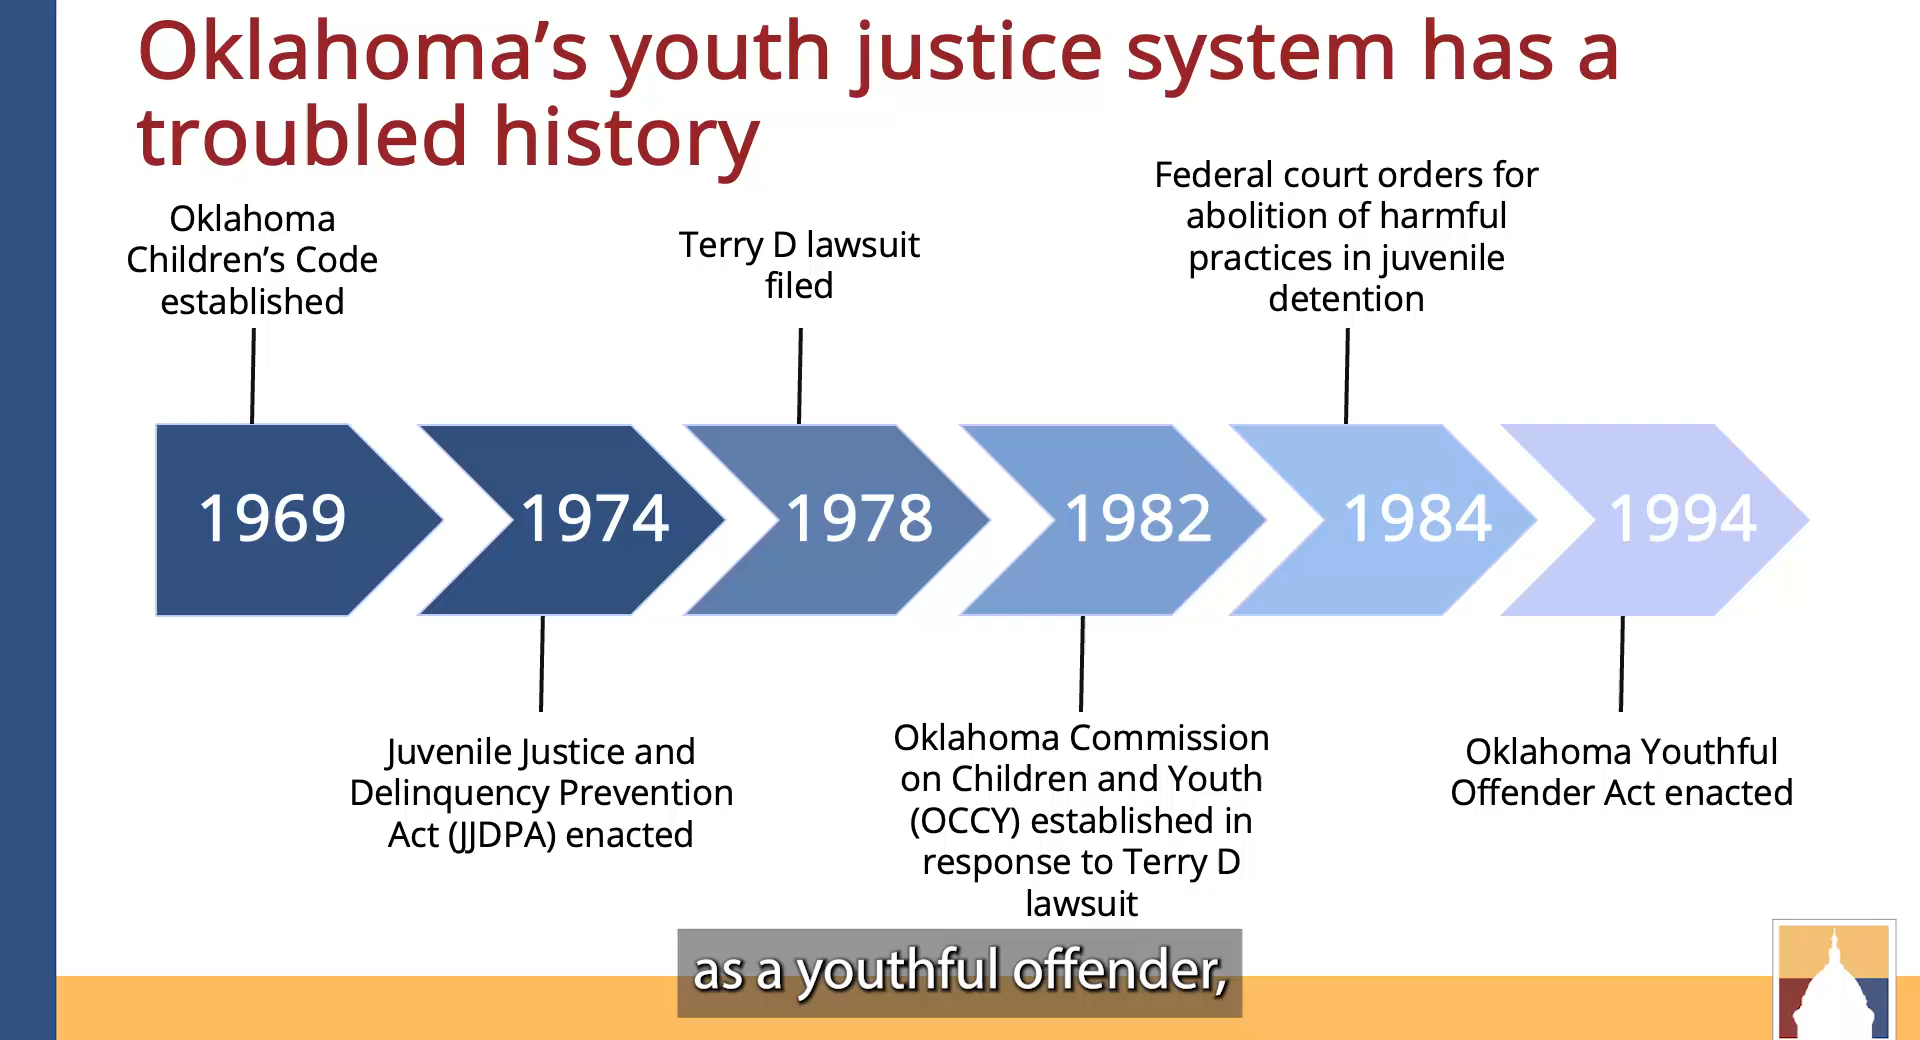 Oklahoma’s youth justice system has a
troubled history
Oklahoma
Children’s Code
established
Terry D lawsuit
filed
Federal court orders for
abolition of harmful
practices in juvenile
detention
1969
1974
1978
1982
1984
1994
Juvenile Justice and
Delinquency Prevention
Act (JJDPA) enacted
Oklahoma Commission
on Children and Youth
(OCCY) established in
response to Terry D
lawsuit
Oklahoma Youthful
Offender Act enacted
as a youthful offender,